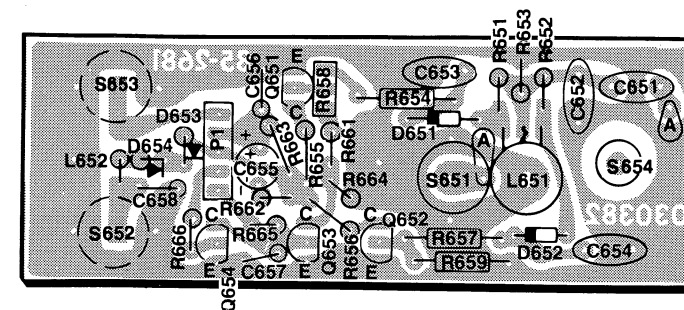 S653
35-2681
C656
Q651
E
R658
C653
R651
R653
R652
C652
C651
R654
D653
P1
+
R663
C
D651
A
A
D654
L652
C655
+
R655
R661
S651
L651
S654
C658
R662
R664
030382
S652
R666
C
R665
C
C
Q652
R657
R656
D652
C654
E
Q654
C657
E
Q653
E
R659